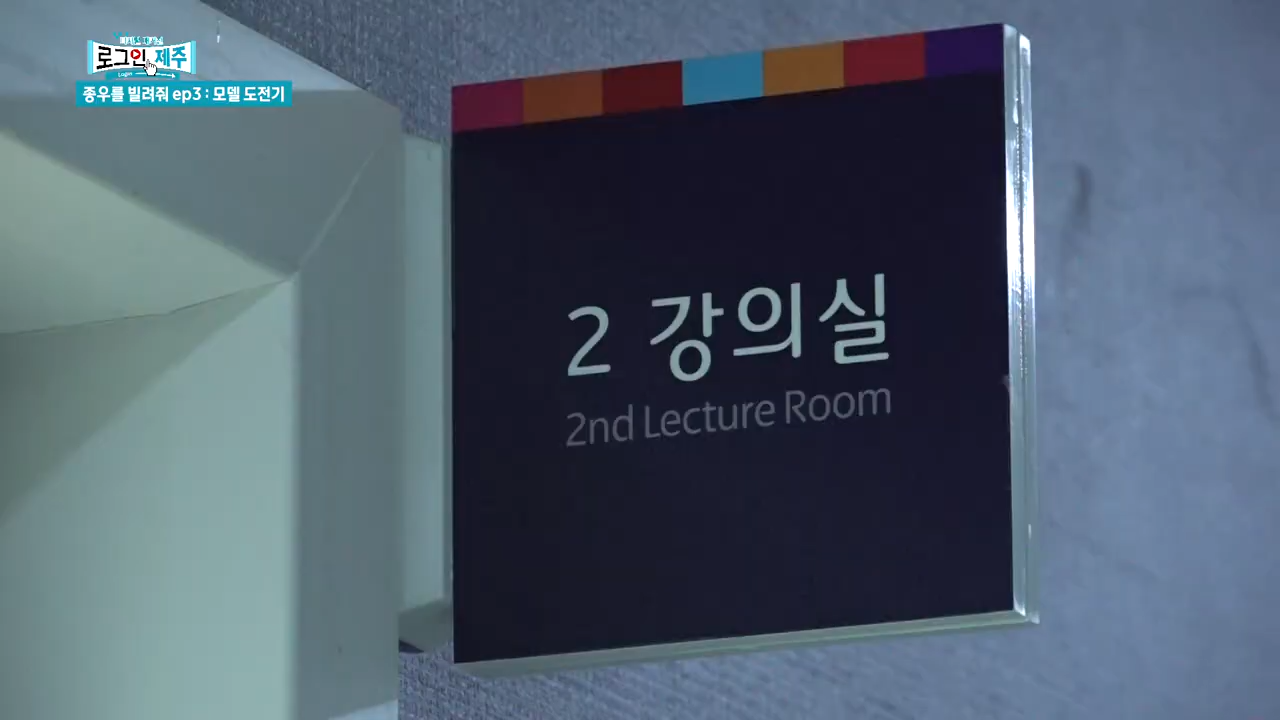 로그인 제주
Login
종우를 빌려줘 ep3 : 모델 도전기
2 강의실
2nd Lecture Room